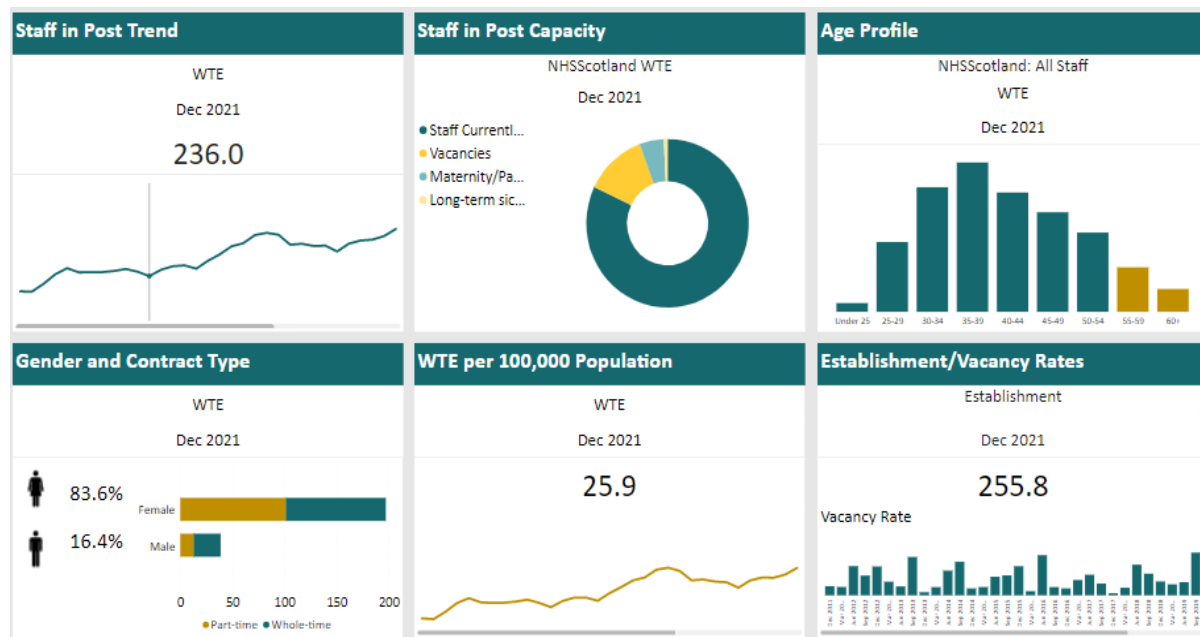 Staff in Post Trend
WTE
Dec 2021
236.0
Staff in Post Capacity
NHSScotland WTE
Dec 2021
Staff Currentl...
Vacancies
Maternity/Pa...
Long-term sic...
Age Profile
NHSScotland: All Staff
WTE
Dec 2021
Under 25 25-29 30-34 35-39 40-44 45-49 50-54 55-59 60+
Gender and Contract Type
WTE
Dec 2021
83.6%
Female
16.4%
Male
0 50 100 150 200
Part-time Whole-time
WTE per 100,000 Population
WTE
Dec 2021
25.9
Establishment/Vacancy Rates
Establishment
Dec 2021
255.8
Vacancy Rate